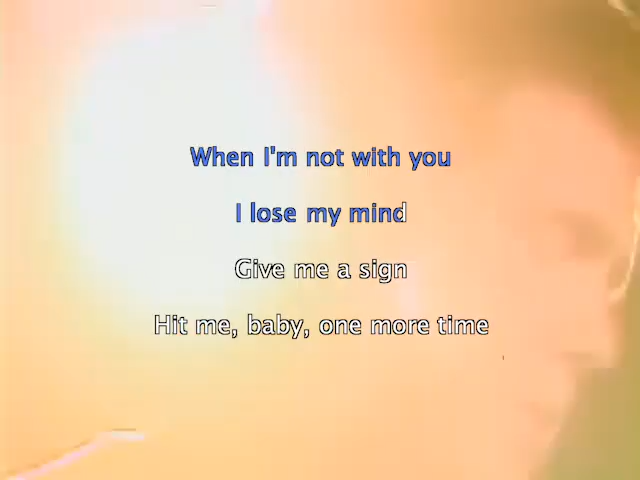 When I'm not with you
I lose my mind
Give me a sign
Hit me, baby, one more time